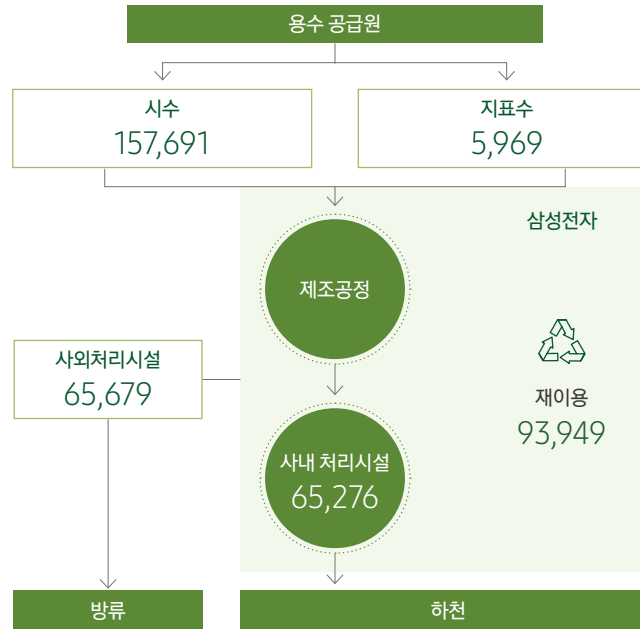 용수 공급원
시수
157,691
지표수
5,969
삼성전자
제조공정
사외처리시설
65,679
재이용
93,949
사내 처리시설
65,276
방류
하천